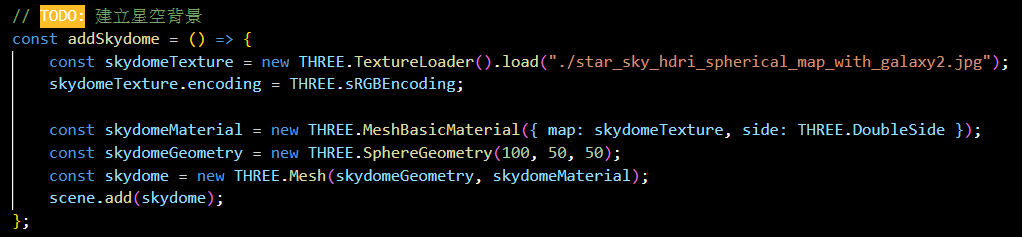 // TODO: 建立星空背景
const addSkydome = () => {
    const skydomeTexture = new THREE.TextureLoader().load("./star_sky_hdri_spherical_map_with_galaxy2.jpg");
    skydomeTexture.encoding = THREE.sRGBEncoding;

    const skydomeMaterial = new THREE.MeshBasicMaterial({ map: skydomeTexture, side: THREE.DoubleSide });
    const skydomeGeometry = new THREE.SphereGeometry(100, 50, 50);
    const skydome = new THREE.Mesh(skydomeGeometry, skydomeMaterial);
    scene.add(skydome);
};